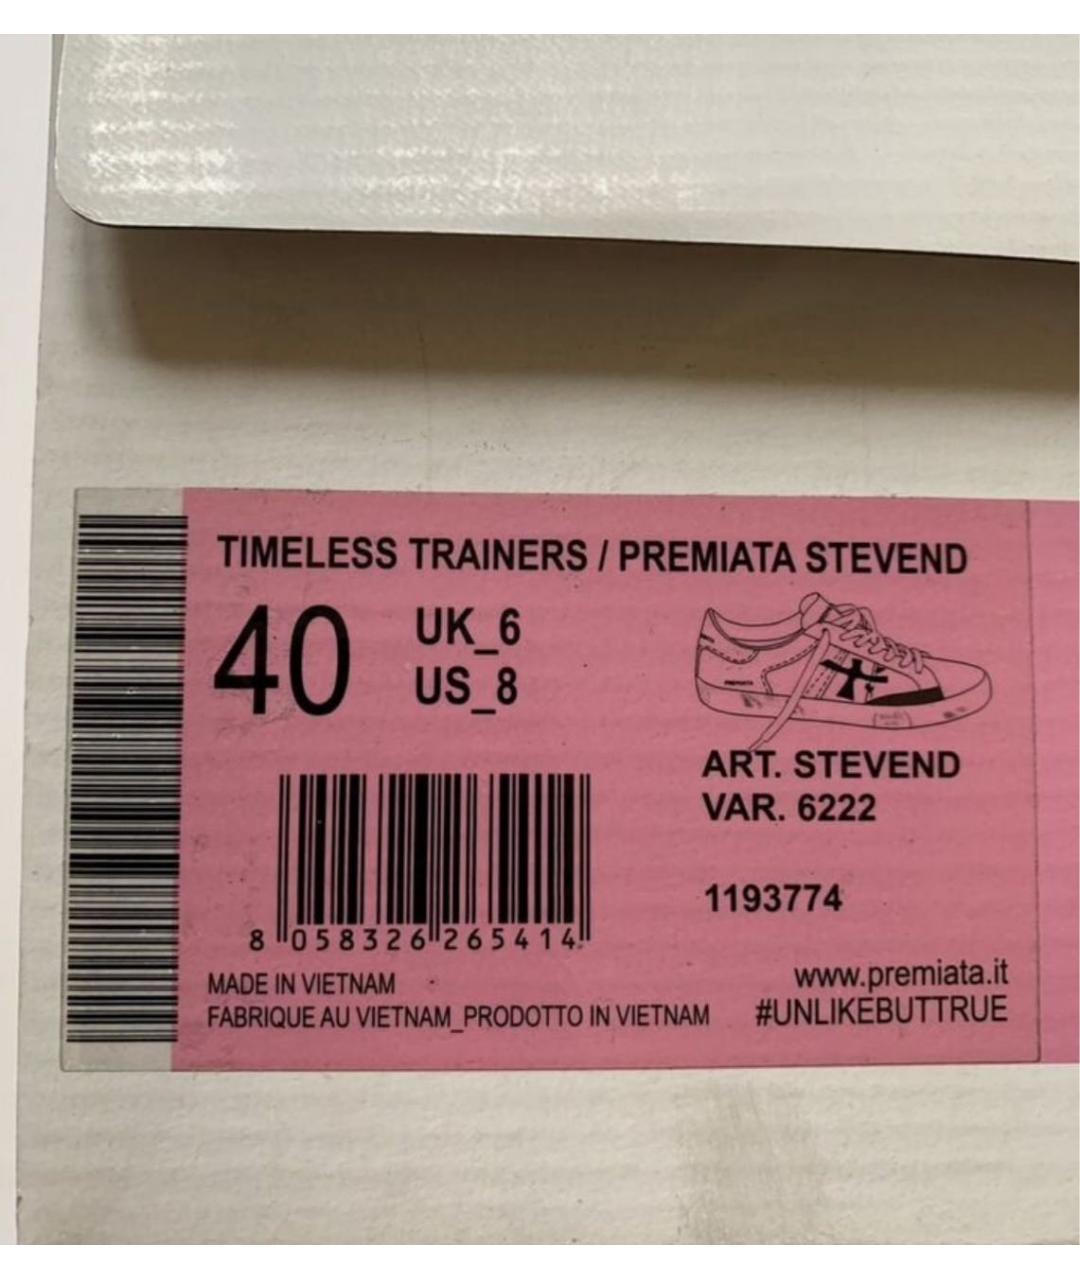 TIMELESS TRAINERS / PREMIATA STEVEND
40
UK_6
US_8
ART. STEVEND
VAR. 6222
1193774
8 058326 265414
MADE IN VIETNAM
FABRIQUE AU VIETNAM_PRODOTTO IN VIETNAM
www.premiata.it
#UNLIKEBUTTRUE